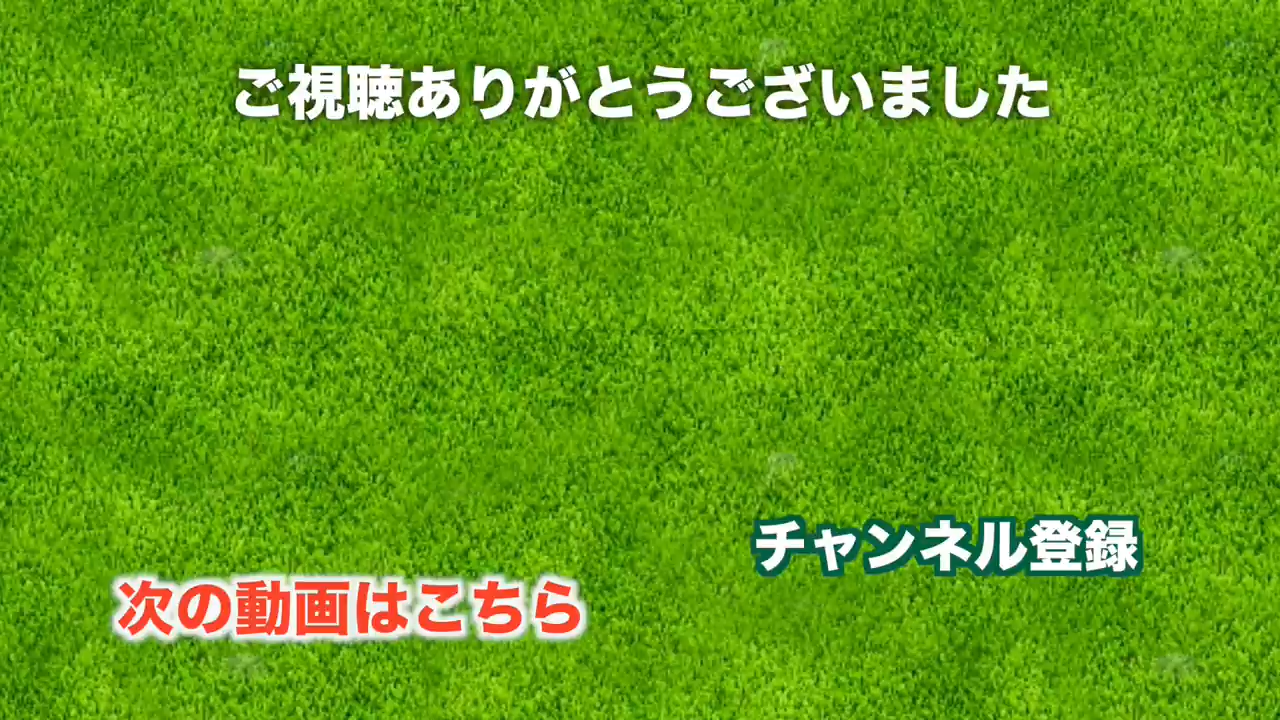 ご視聴ありがとうございました
チャンネル登録
次の動画はこちら